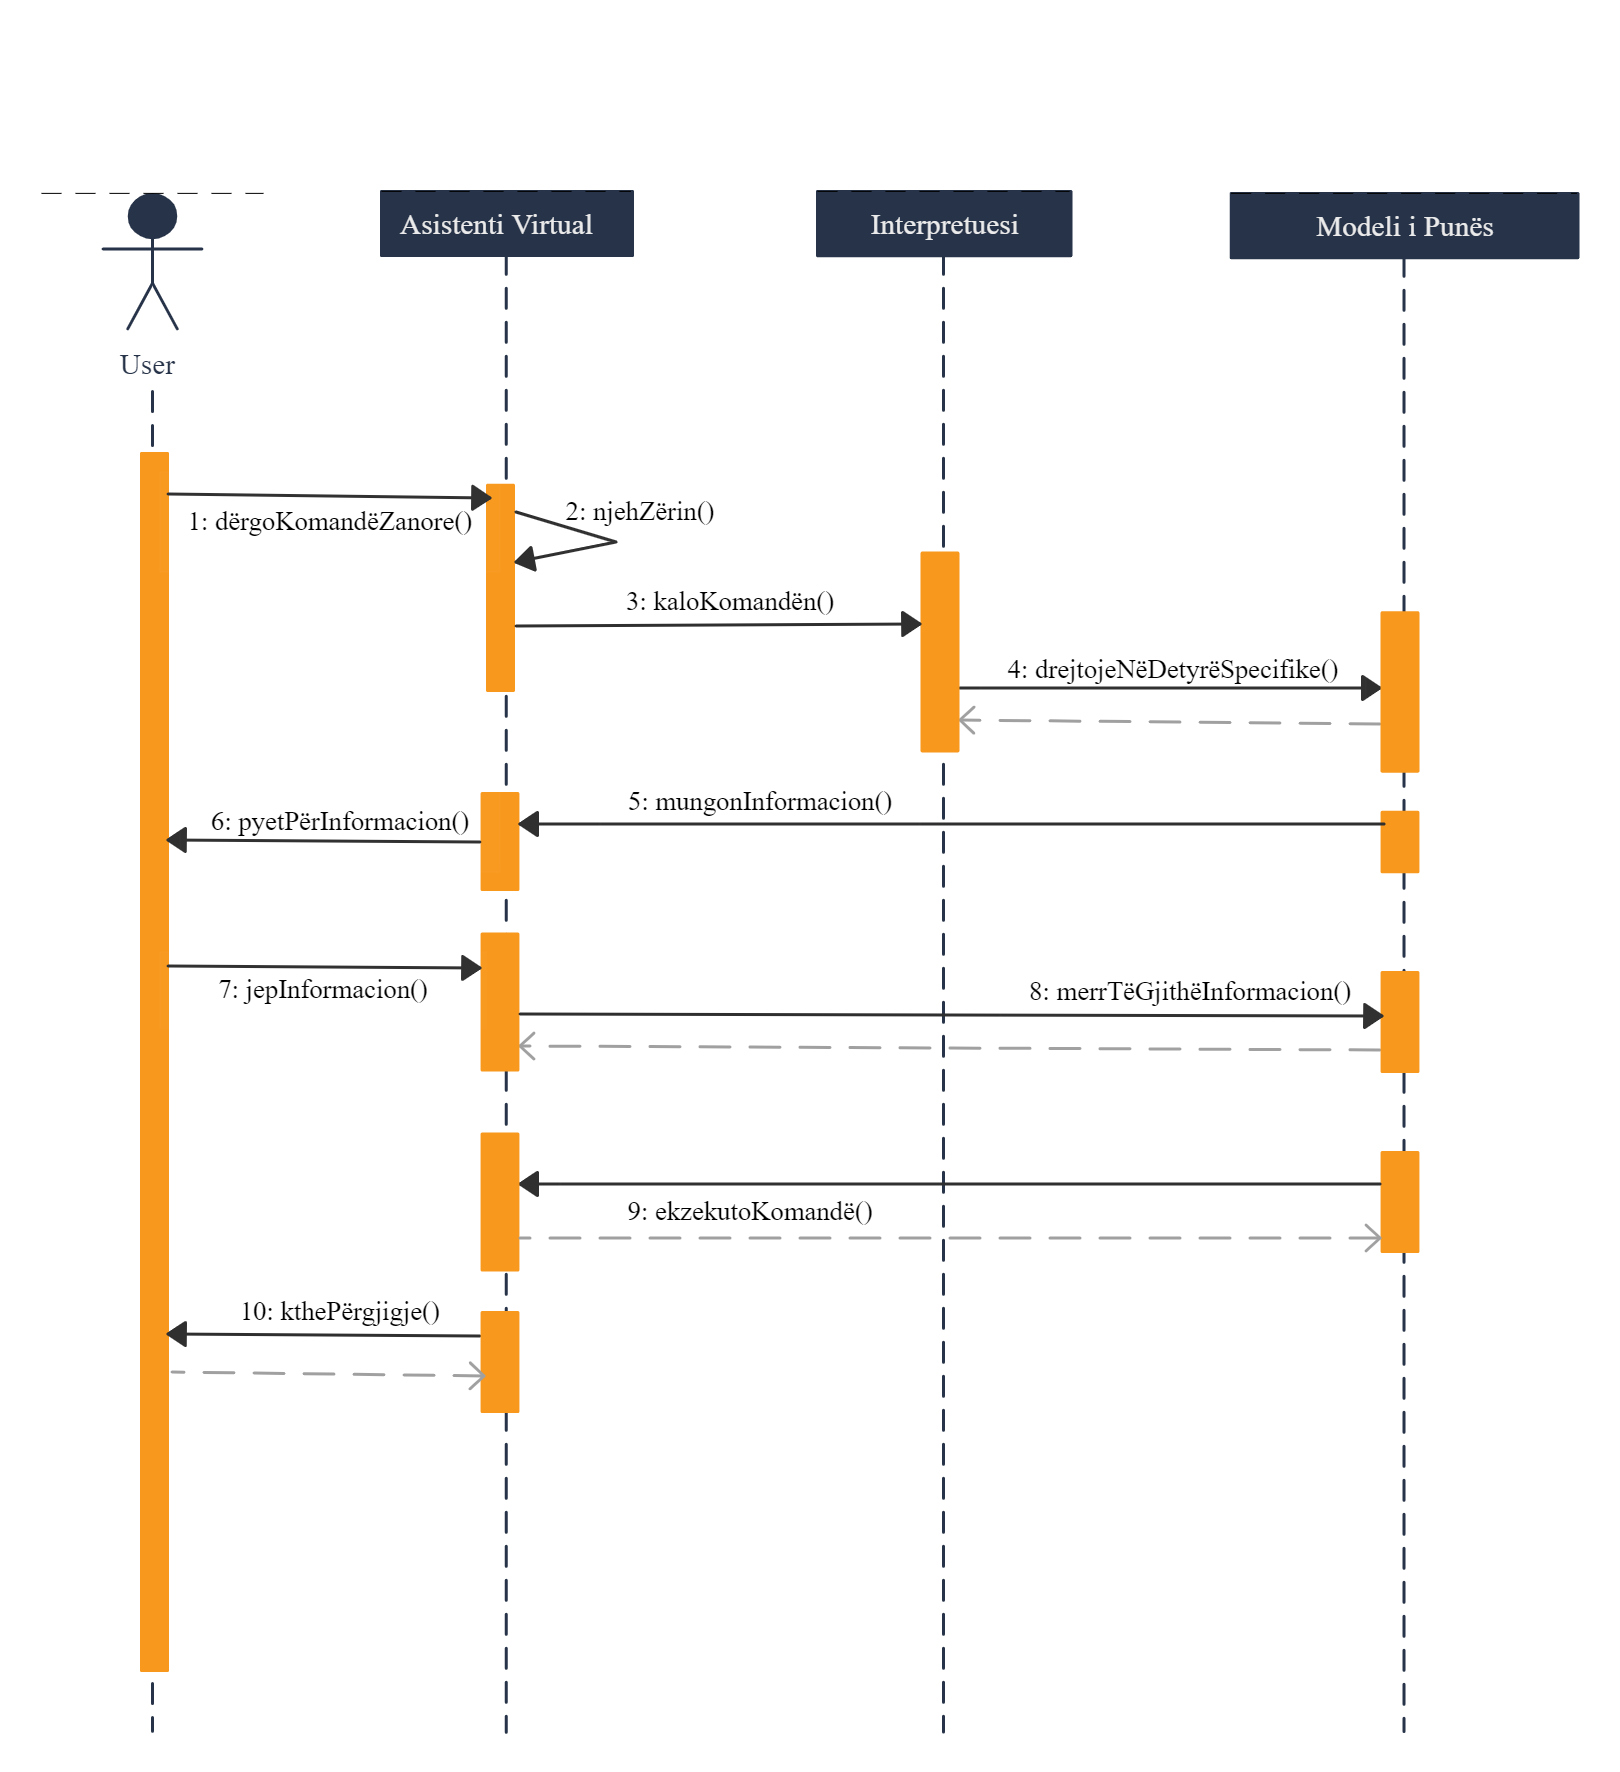 Asistenti Virtual
Interpretuesi
Modeli i Punës
User
1: dërgoKomandëZanore()
2: njehZërin()
3: kaloKomandën()
4: drejtojeNëDetyrëSpecifike()
5: mungonInformacion()
6: pyetPërInformacion()
7: jepInformacion()
8: merrTëGjithëInformacion()
9: ekzekutoKomandë()
10: kthePërgjigje()